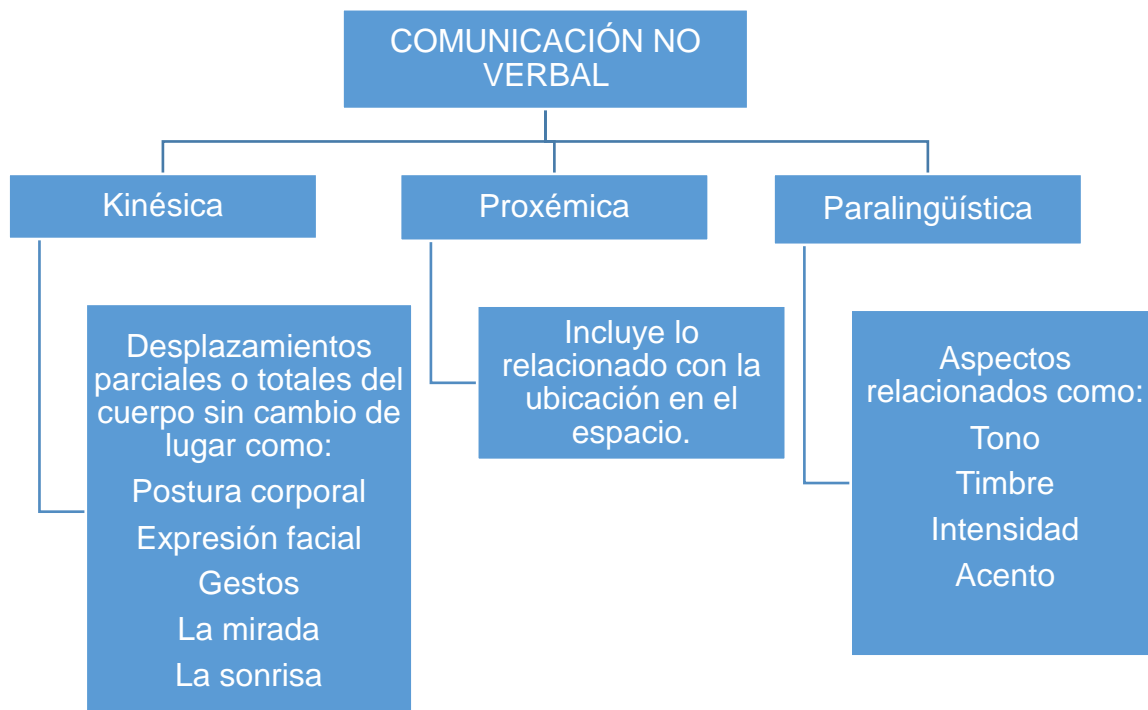 COMUNICACIÓN NO
VERBAL
Kinésica
Proxémica
Paralingüística
Desplazamientos
parciales o totales del
cuerpo sin cambio de
lugar como:
Postura corporal
Expresión facial
Gestos
La mirada
La sonrisa
Incluye lo
relacionado con la
ubicación en el
espacio.
Aspectos
relacionados como:
Tono
Timbre
Intensidad
Acento